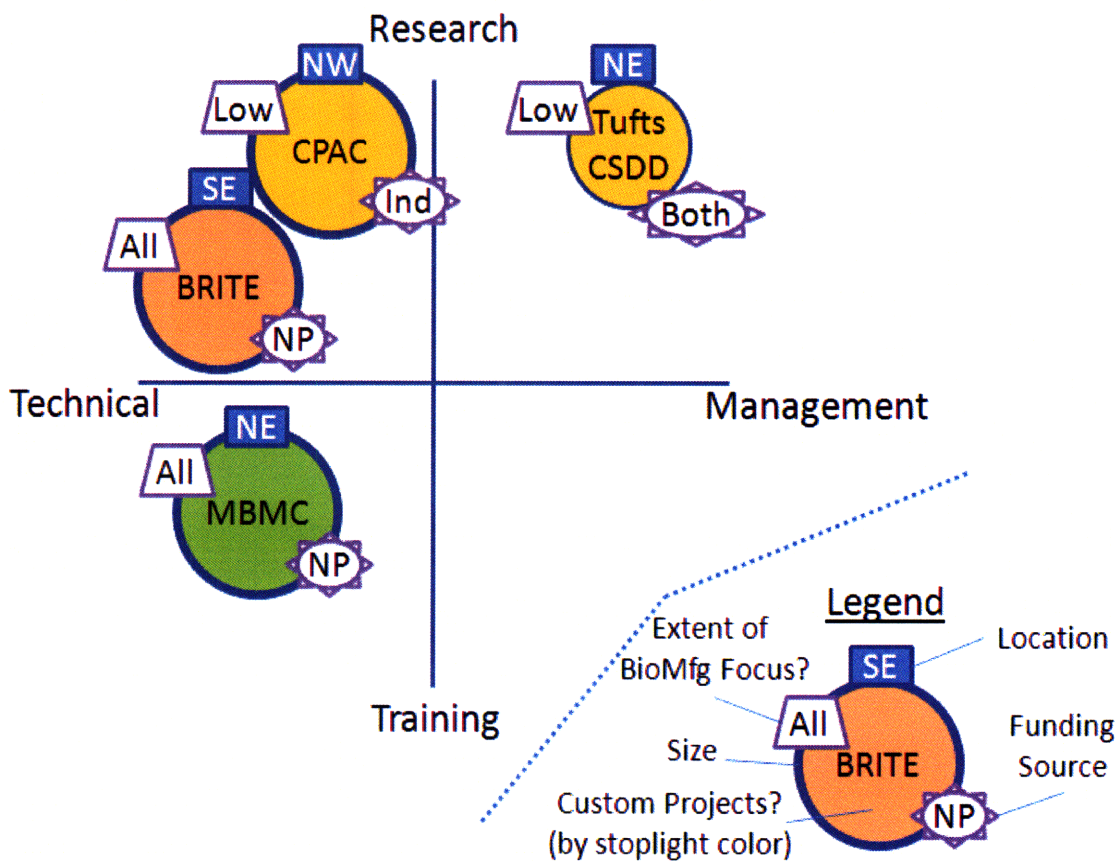 Research
NW
Low
CPAC
Ind
NE
Low
Tufts
CSDD
Both
SE
All
BRITE
NP
Technical
Management
NE
All
MBMC
NP
Training
Legend
Extent of
BioMfg Focus?
SE
Location
All
Size
BRITE
Funding
Source
Custom Projects?
(by stoplight color)
NP